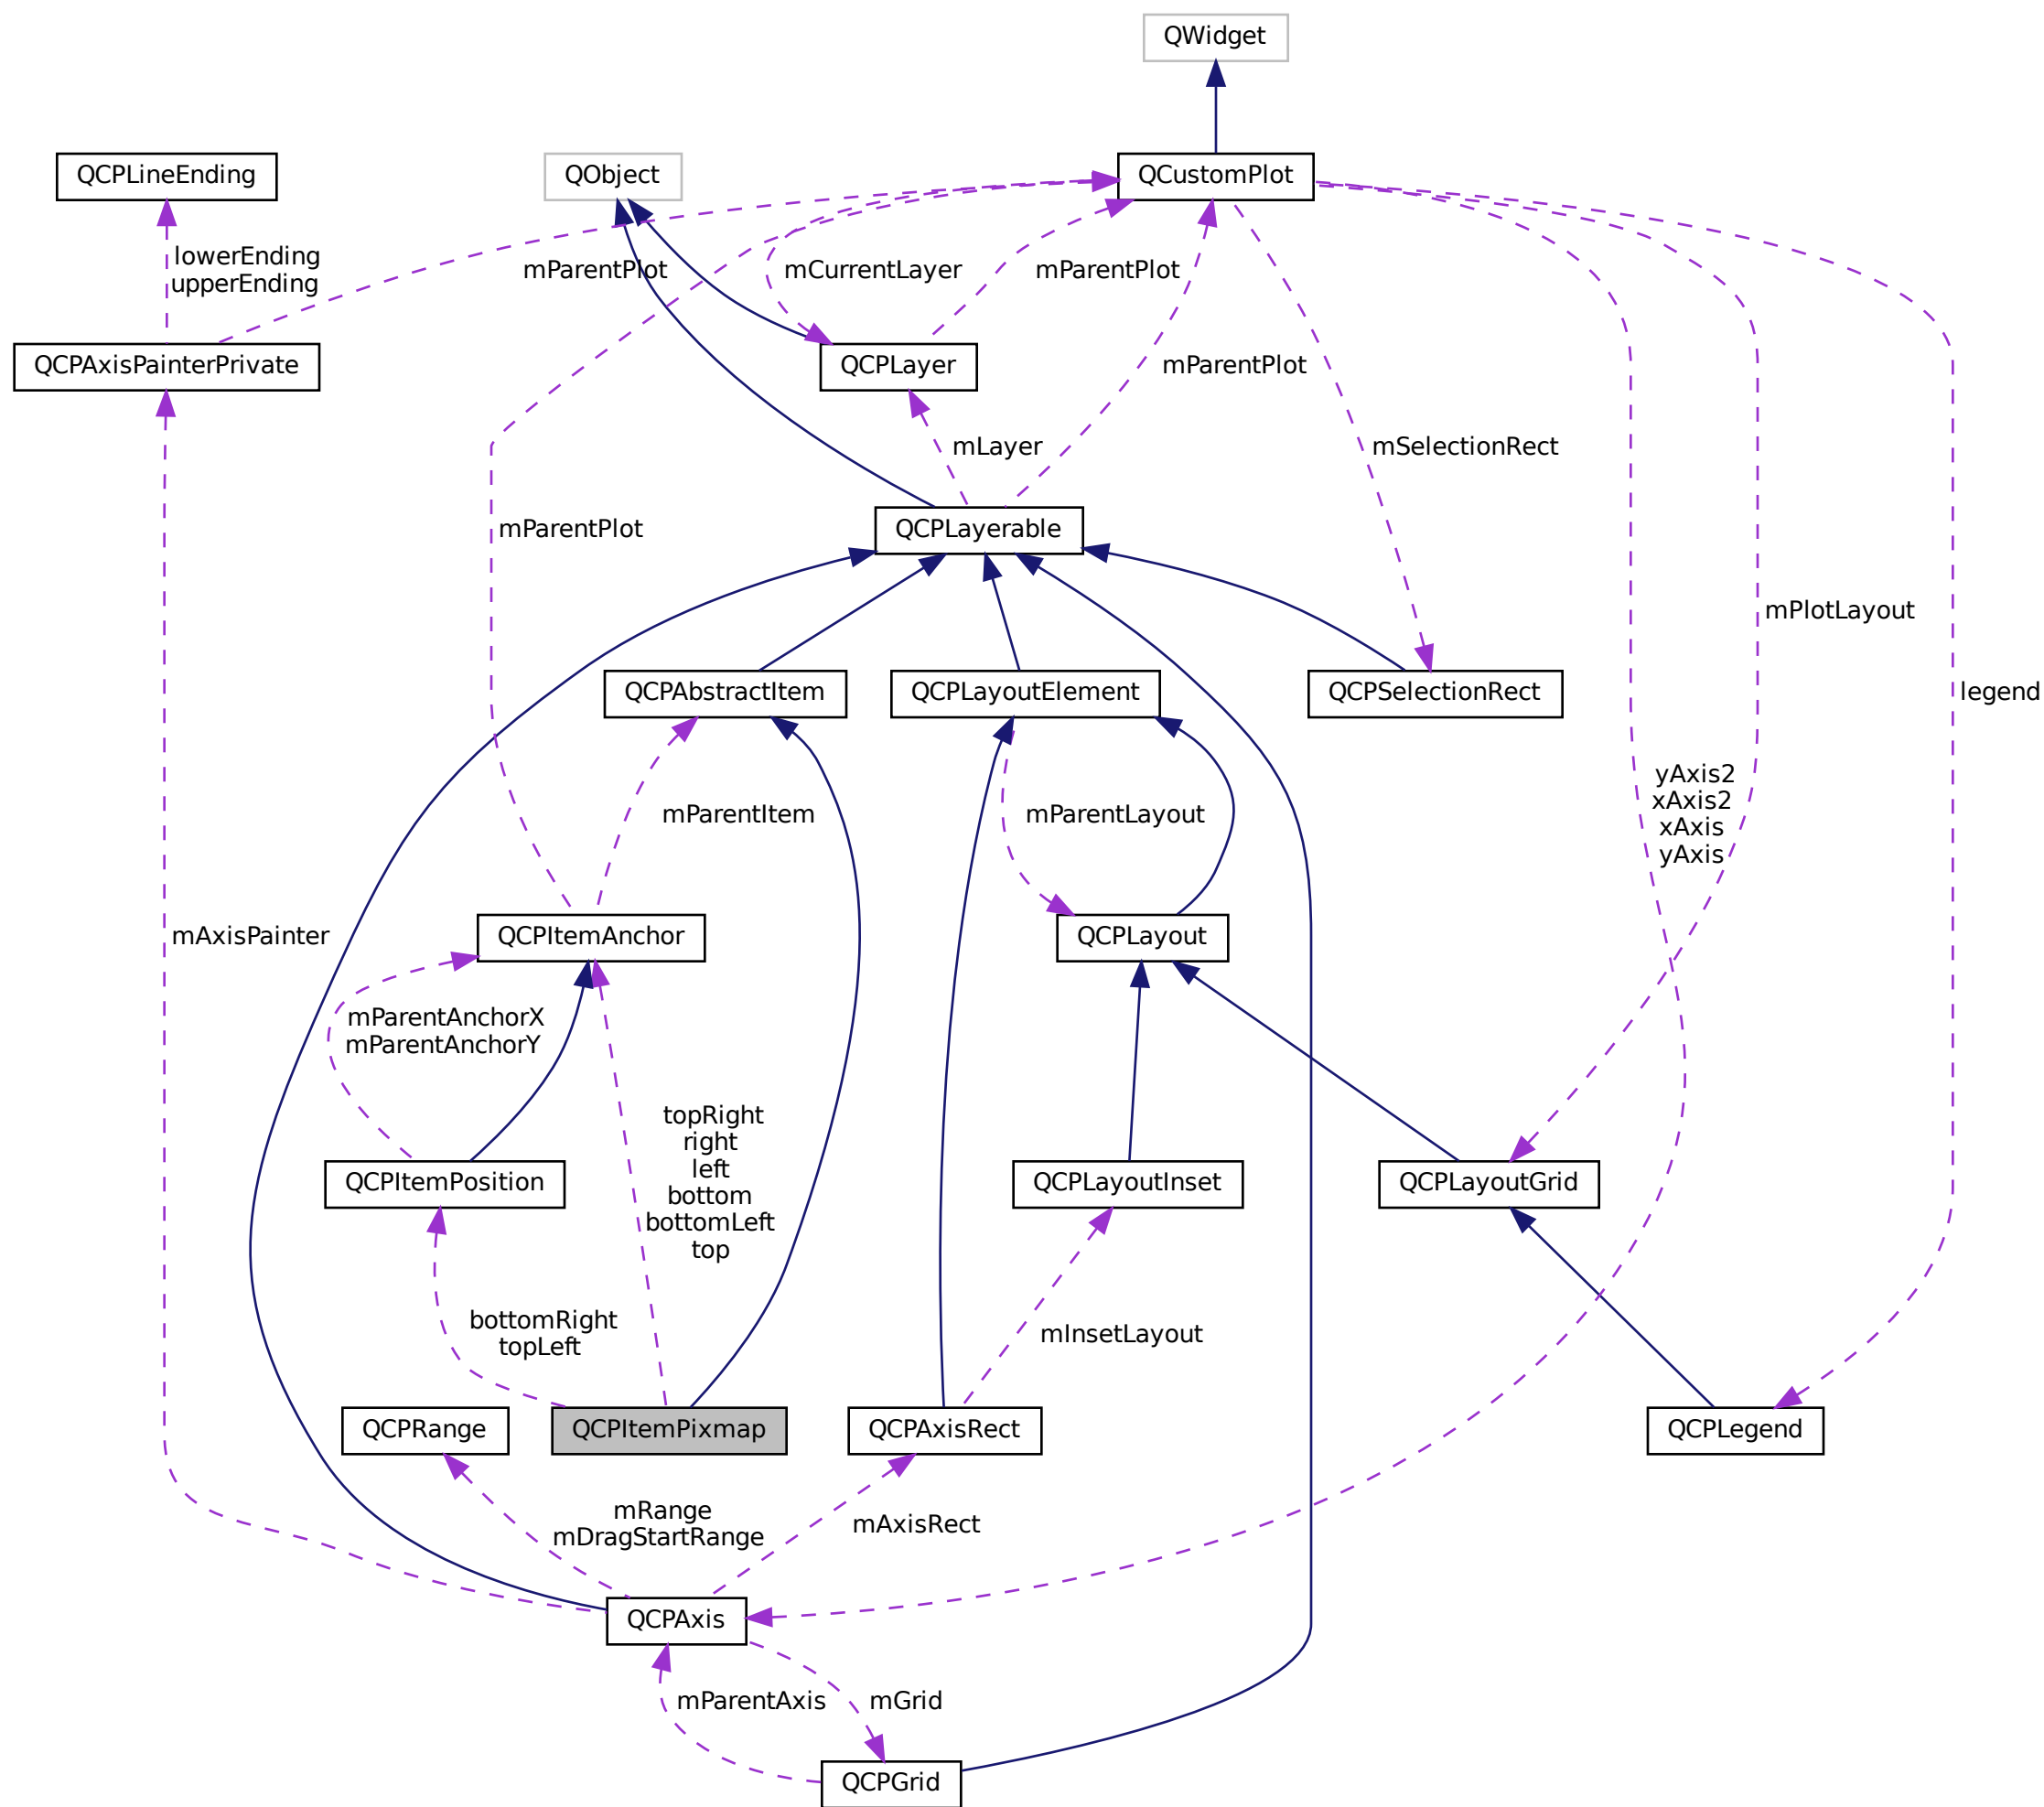 QWidget
QCPLineEnding
QObject
QCustomPlot
lowerEnding
upperEnding
mParentPlot
mCurrentLayer
mParentPlot
QCPAxisPainterPrivate
QCPLayer
mParentPlot
mLayer
mSelectionRect
mParentPlot
QCPLayerable
mPlotLayout
QCPAbstractItem
QCPLayoutElement
QCPSelectionRect
legend
yAxis2
xAxis2
xAxis
yAxis
mParentItem
mParentLayout
mAxisPainter
QCPItemAnchor
QCPLayout
mParentAnchorX
mParentAnchorY
topRight
right
left
bottom
bottomLeft
top
QCPItemPosition
QCPLayoutInset
QCPLayoutGrid
bottomRight
topLeft
mInsetLayout
QCPRange
QCPItemPixmap
QCPAxisRect
QCPLegend
mRange
mDragStartRange
mAxisRect
QCPAxis
mParentAxis
mGrid
QCPGrid